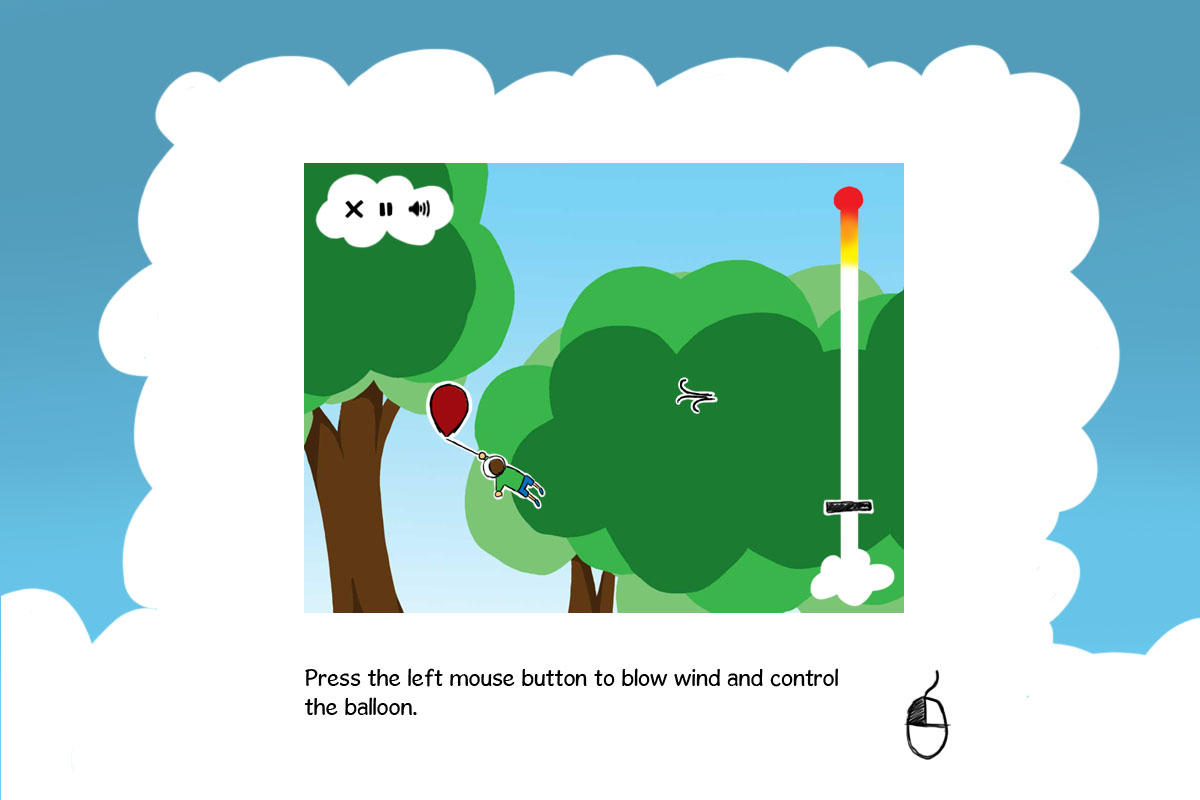 Press the left mouse button to blow wind and control
the balloon.